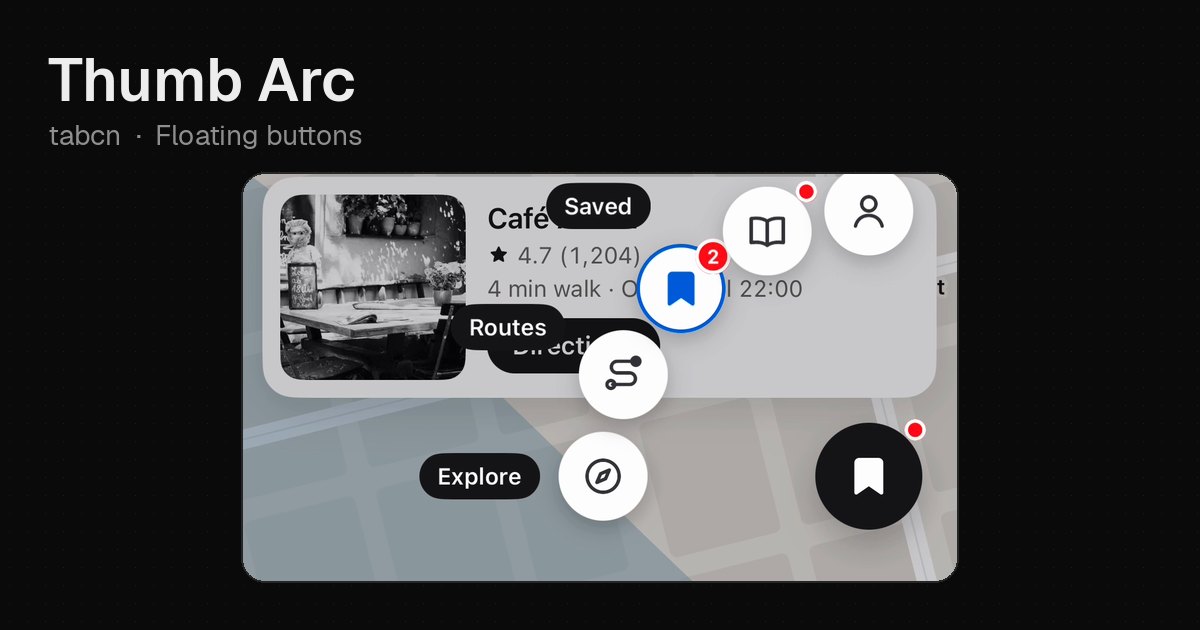 Thumb Arc
tabcn · Floating buttons
Saved
Café
4.7 (1,204)
2
4 min walk · O l 22:00
t
Routes
Directi
Explore